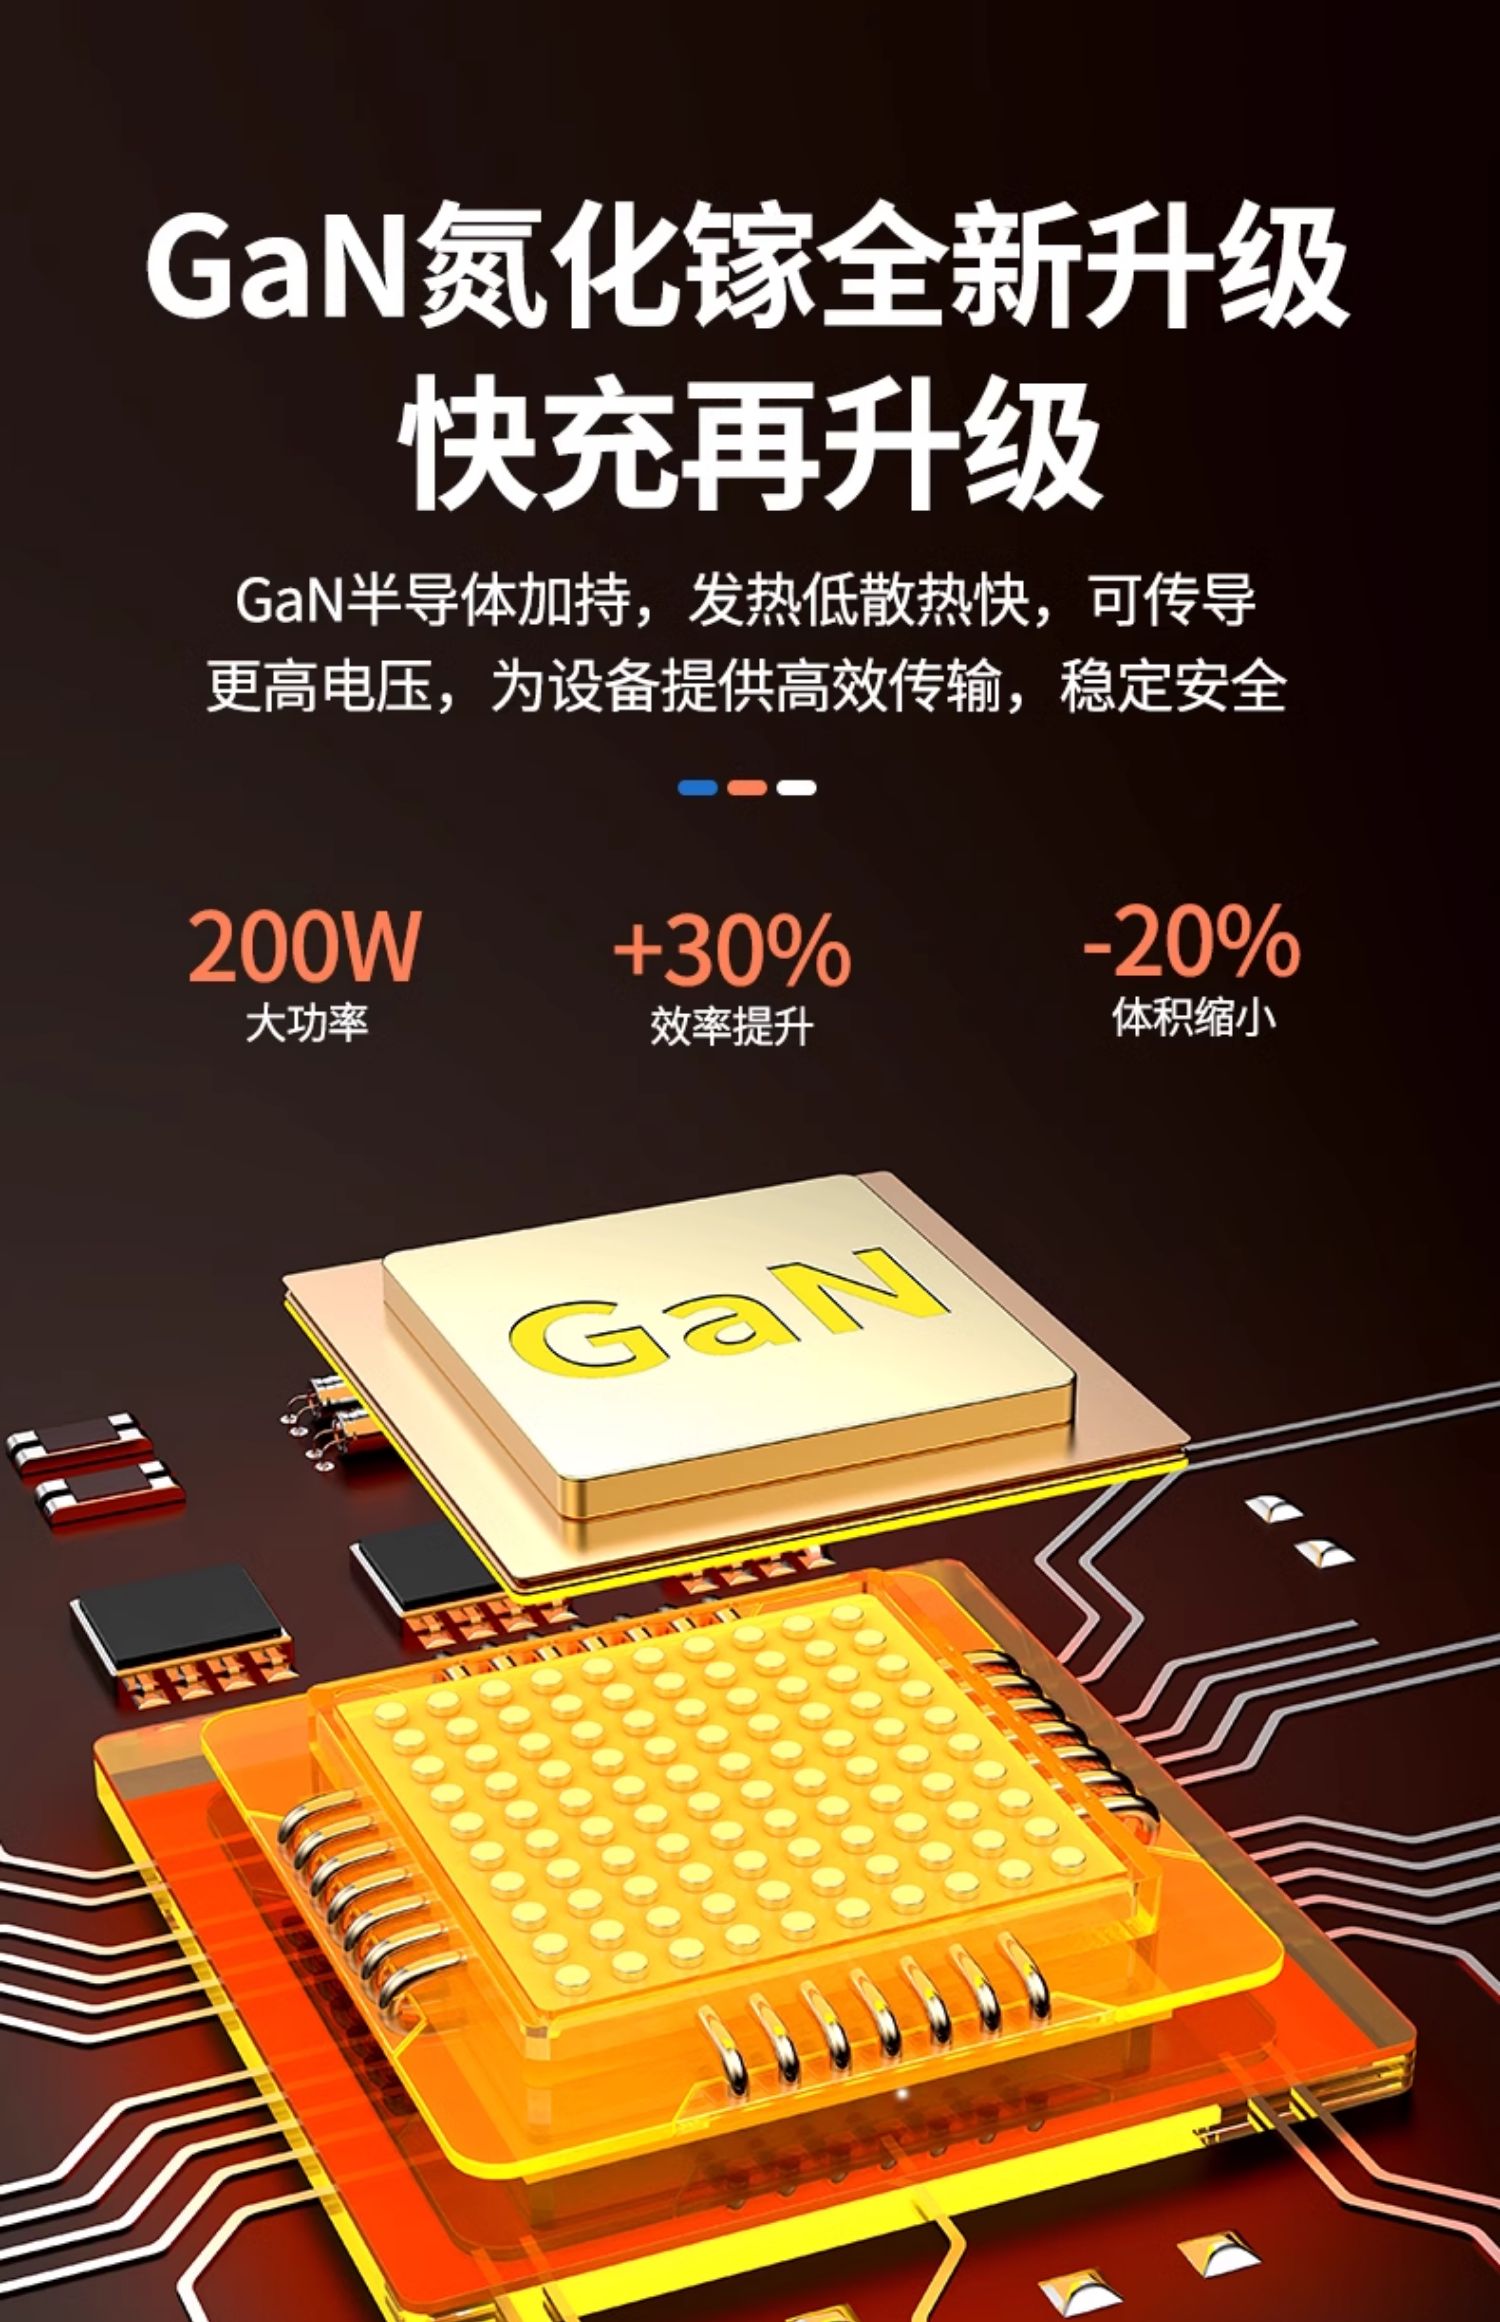 GaN氮化镓全新升级
快充再升级
GaN半导体加持，发热低散热快，可传导
更高电压，为设备提供高效传输，稳定安全
200W
大功率
+30%
效率提升
-20%
体积缩小
GaN